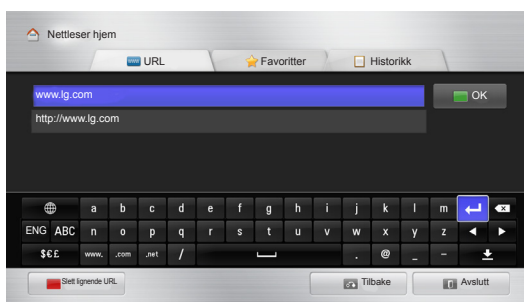 Nettleser hjem
URL Favoritter Historikk
www.lg.com OK
http://www.lg.com
a b c d e f g h i j k l m
ENG ABC n o p q r s t u v w x y z
$€£ www. .com .net / . @ _ -
Slett lignende URL Tilbake Avslutt